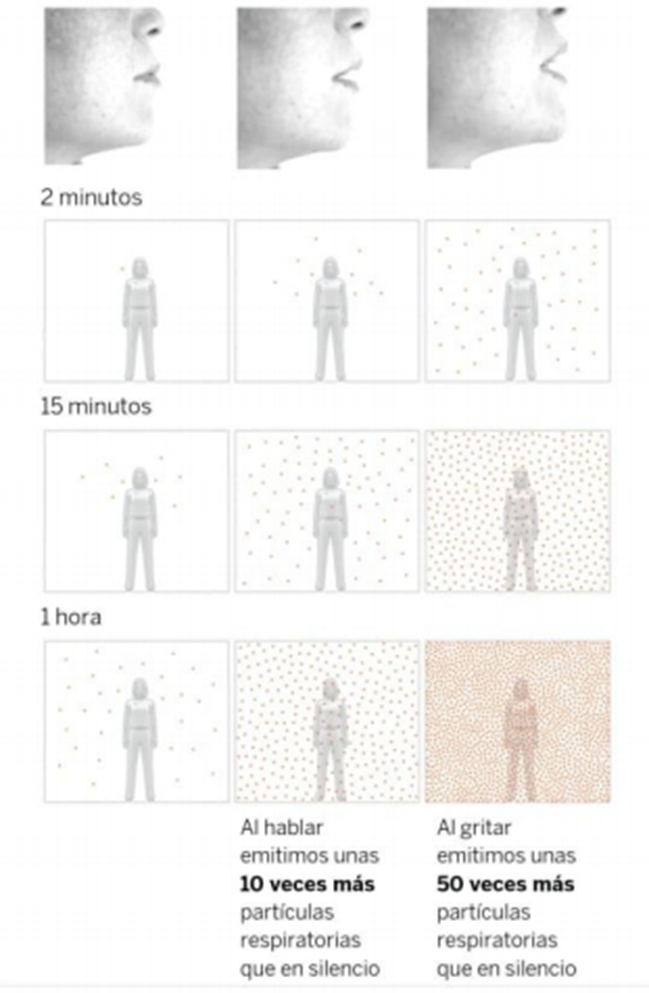 2 minutos
15 minutos
1 hora
Al hablar
emitimos unas
10 veces más
partículas
respiratorias
que en silencio
Al gritar
emitimos unas
50 veces más
partículas
respiratorias
que en silencio